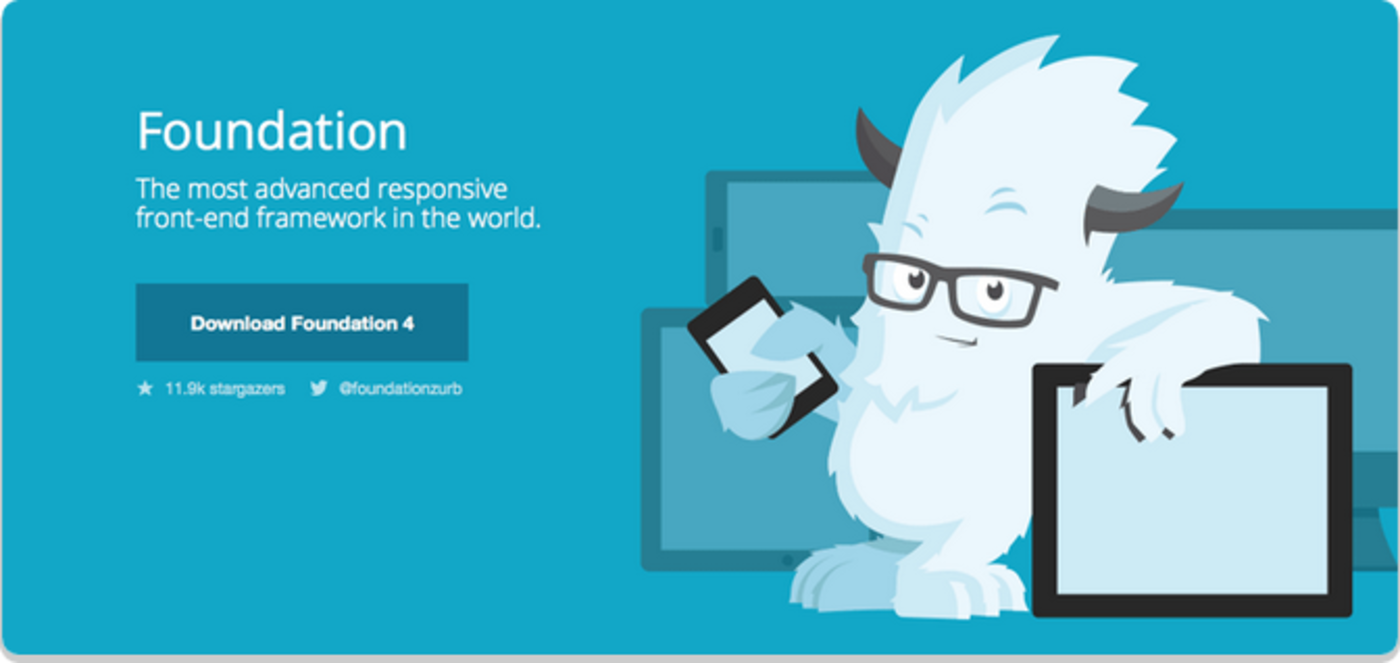 Foundation
The most advanced responsive
front-end framework in the world.
Download Foundation 4
11.9k stargazers @foundationzurb